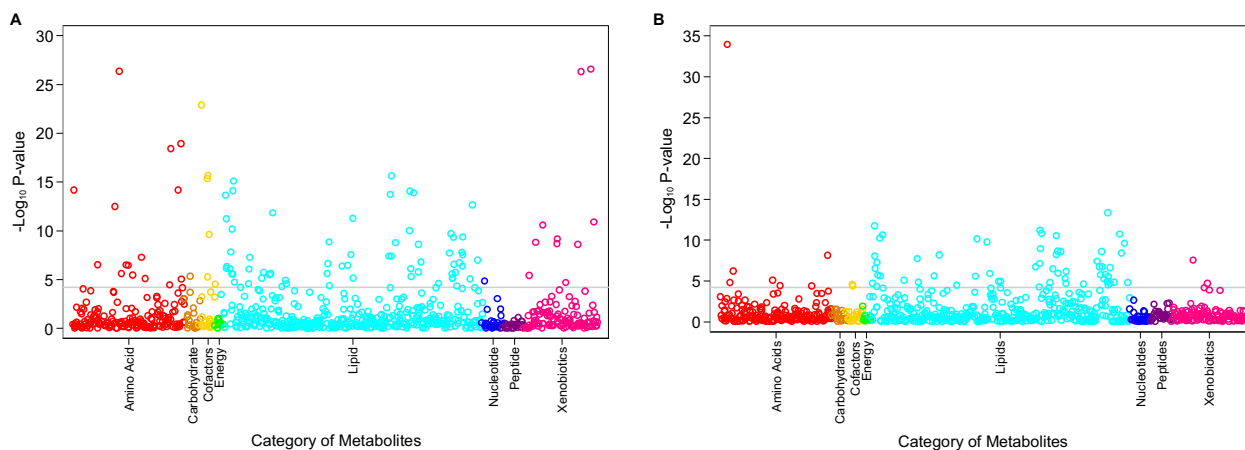 A
30
25
20
15
10
5
0
-Log₁₀ P-value
Amino Acid
Carbohydrate
Cofactors
Energy
Lipid
Nucleotide
Peptide
Xenobiotics
Category of Metabolites
B
35
30
25
20
15
10
5
0
-Log₁₀ P-value
Amino Acids
Carbohydrates
Cofactors
Energy
Lipids
Nucleotides
Peptides
Xenobiotics
Category of Metabolites